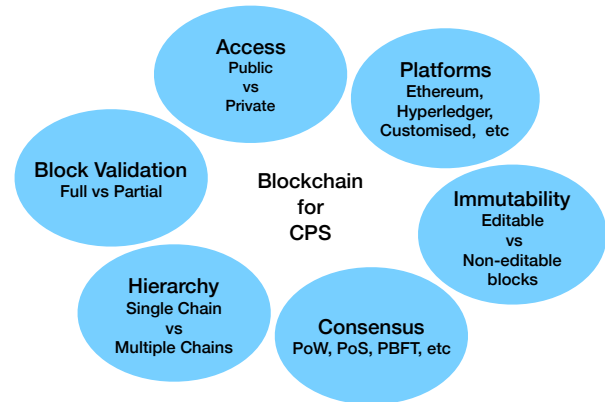 Access
Public
vs
Private
Platforms
Ethereum,
Hyperledger,
Customised, etc
Block Validation
Full vs Partial
Blockchain
for
CPS
Immutability
Editable
vs
Non-editable
blocks
Hierarchy
Single Chain
vs
Multiple Chains
Consensus
PoW, PoS, PBFT, etc